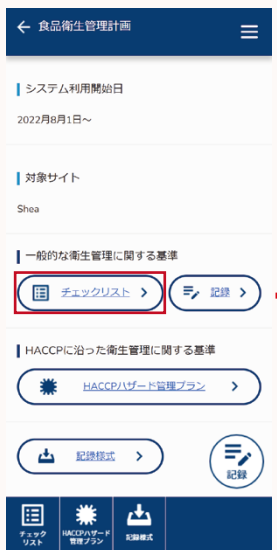 ← 食品衛生管理計画
システム利用開始日
2022月8月1日～
対象サイト
Shea
一般的な衛生管理に関する基準
チェックリスト >
記録 >
HACCPに沿った衛生管理に関する基準
HACCPハザード管理プラン >
記録様式 >
記録
チェック
リスト
HACCPハザード
管理プラン
記録様式